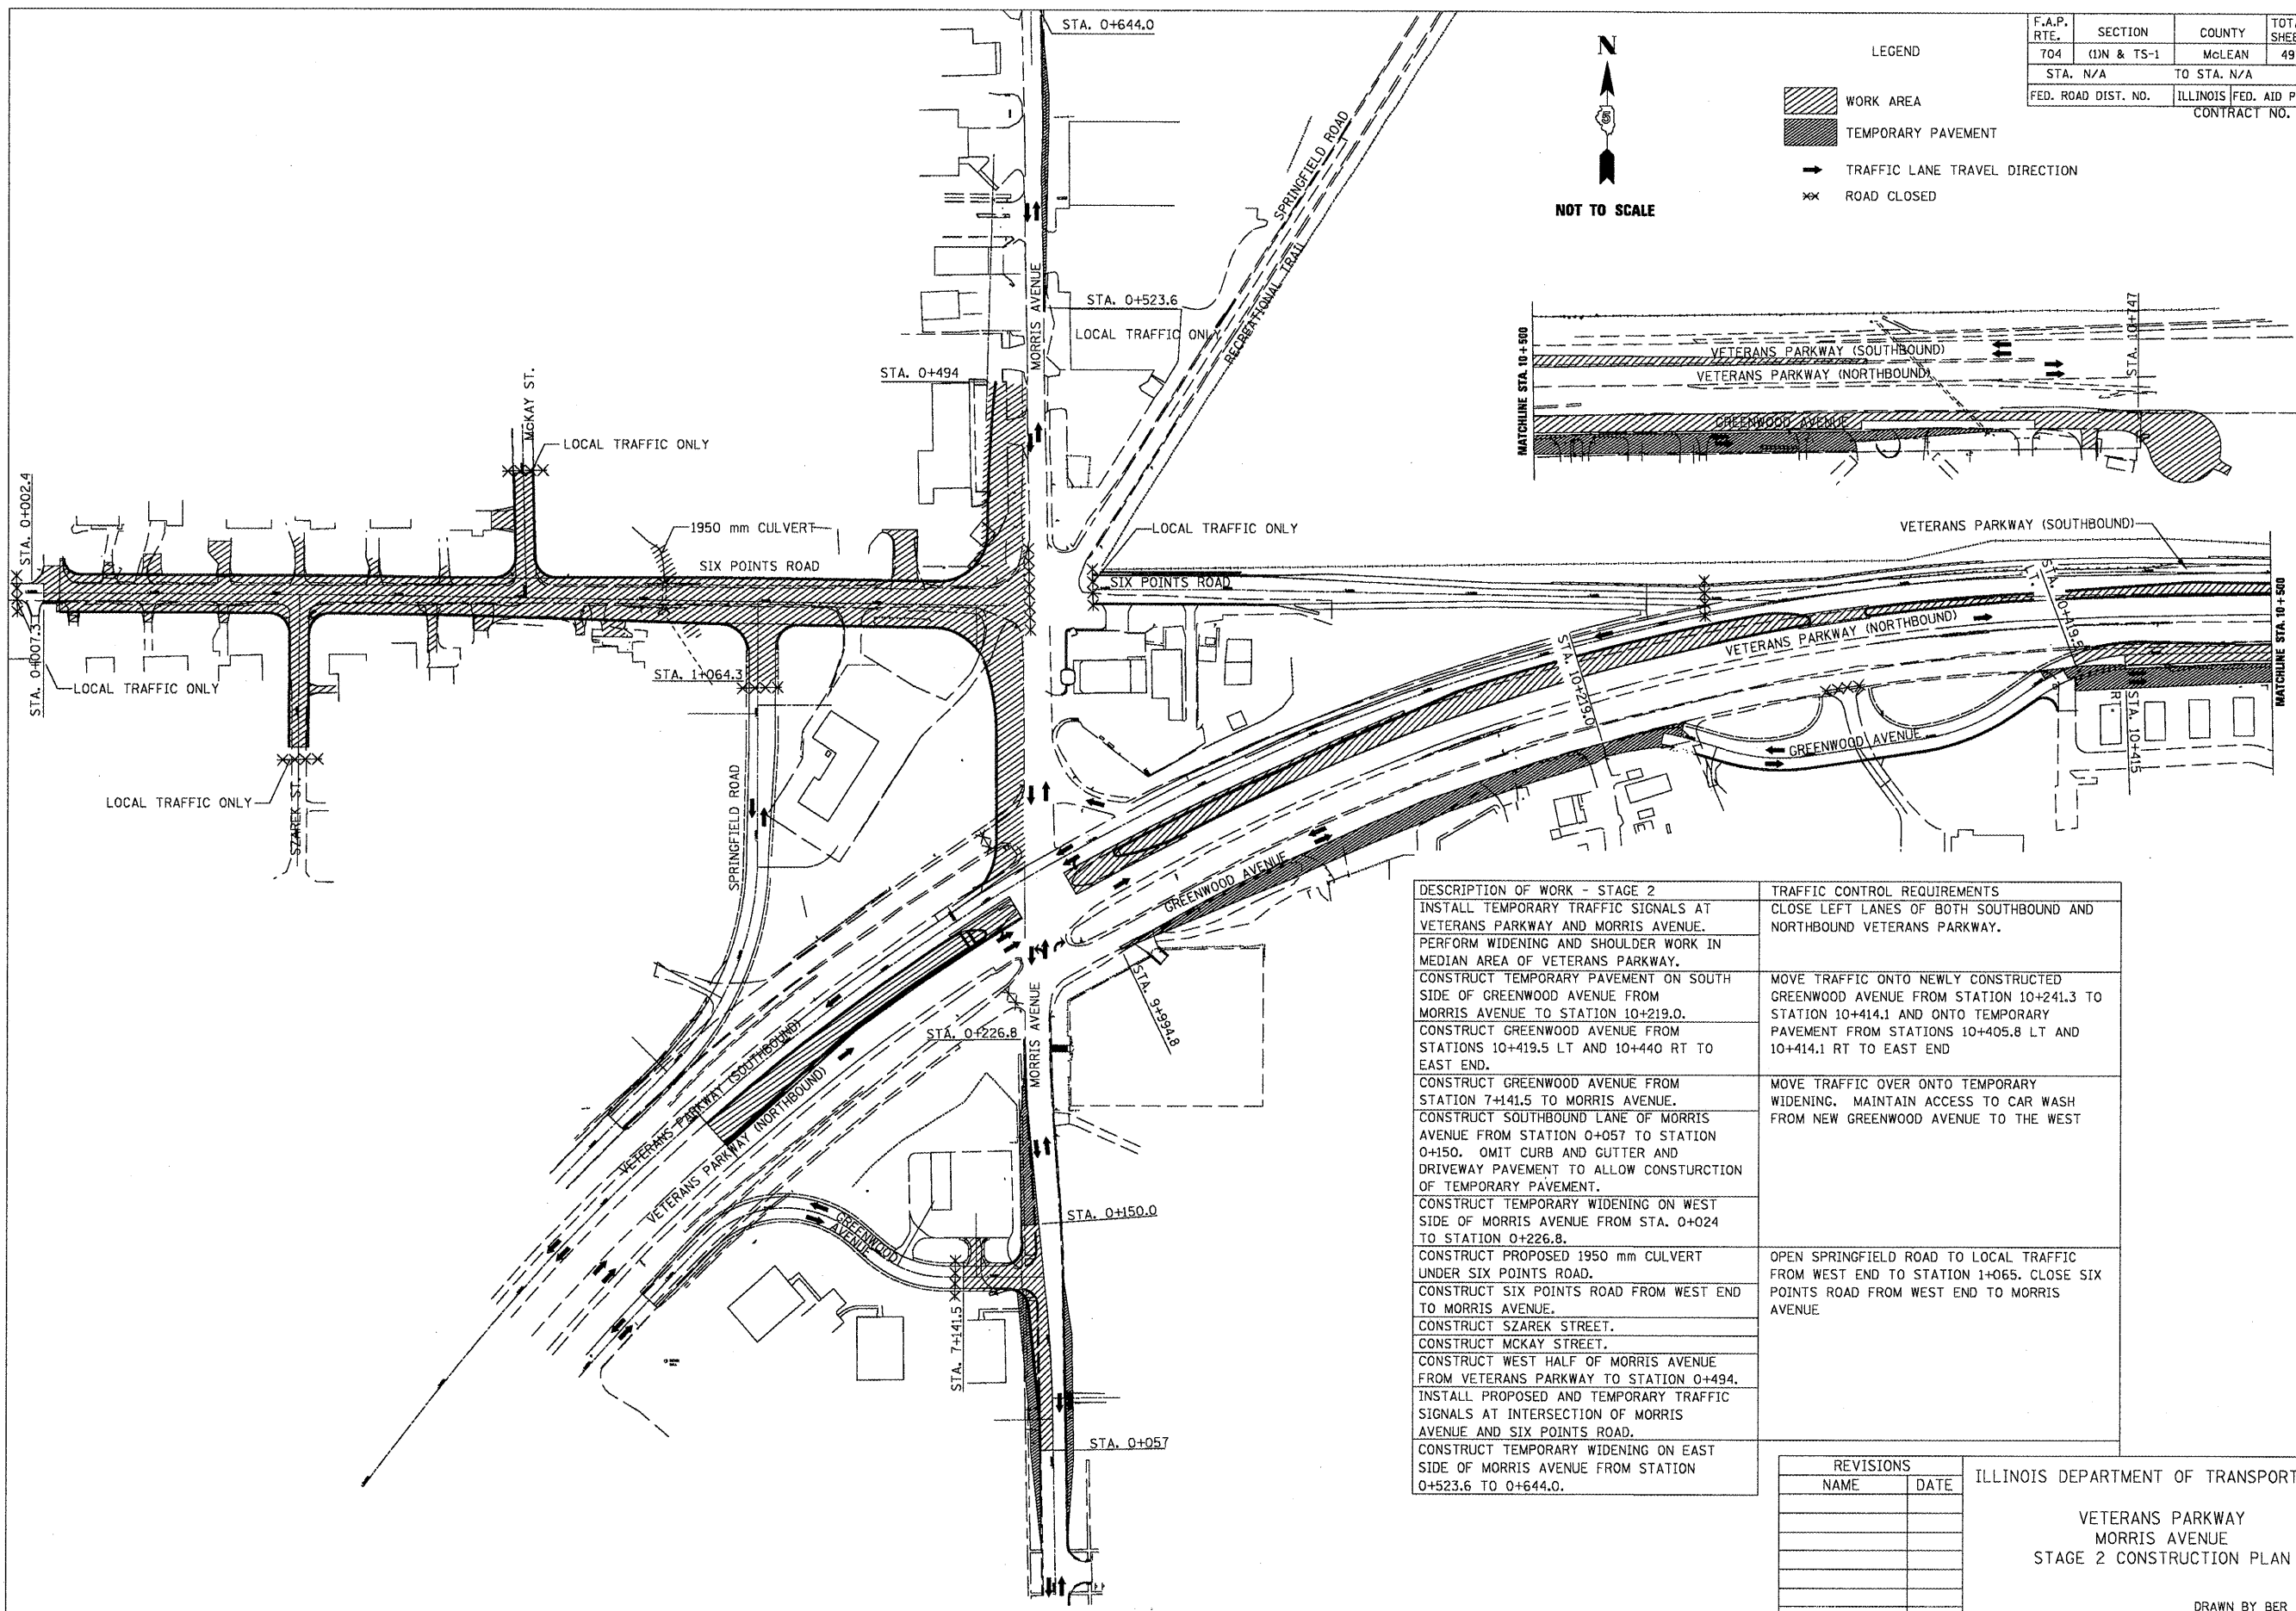 STA. 0+644.0
N
5
NOT TO SCALE
LEGEND
WORK AREA
TEMPORARY PAVEMENT
TRAFFIC LANE TRAVEL DIRECTION
ROAD CLOSED
F.A.P. RTE. SECTION COUNTY
704 (1)N & TS-1 McLEAN 49
STA. N/A TO STA. N/A
FED. ROAD DIST. NO. ILLINOIS FED. AID
CONTRACT NO.
SPRINGFIELD ROAD
RECREATIONAL TRAIL
MORRIS AVENUE
STA. 0+523.6
LOCAL TRAFFIC ONLY
STA. 0+494
McKAY ST.
LOCAL TRAFFIC ONLY
MATCHLINE STA. 10+500
VETERANS PARKWAY (SOUTHBOUND)
VETERANS PARKWAY (NORTHBOUND)
GREENWOOD AVENUE
STA. 10+747
STA. 0+002.4
1950 mm CULVERT
SIX POINTS ROAD
LOCAL TRAFFIC ONLY
SIX POINTS ROAD
VETERANS PARKWAY (SOUTHBOUND)
STA. 10+419.5 LT.
MATCHLINE STA. 10+500
VETERANS PARKWAY (NORTHBOUND)
STA. 10+219.0
STA. 0+007.3
LOCAL TRAFFIC ONLY
STA. 1+064.3
STA. 10+415 RT.
GREENWOOD AVENUE
LOCAL TRAFFIC ONLY
SZAREK ST.
SPRINGFIELD ROAD
GREENWOOD AVENUE
STA. 9+994.8
STA. 0+226.8
MORRIS AVENUE
VETERANS PARKWAY (SOUTHBOUND)
VETERANS PARKWAY (NORTHBOUND)
GREENWOOD
AVENUE
STA. 0+150.0
STA. 7+141.5
STA. 0+057
DESCRIPTION OF WORK - STAGE 2
INSTALL TEMPORARY TRAFFIC SIGNALS AT
VETERANS PARKWAY AND MORRIS AVENUE.
PERFORM WIDENING AND SHOULDER WORK IN
MEDIAN AREA OF VETERANS PARKWAY.
CONSTRUCT TEMPORARY PAVEMENT ON SOUTH
SIDE OF GREENWOOD AVENUE FROM
MORRIS AVENUE TO STATION 10+219.0.
CONSTRUCT GREENWOOD AVENUE FROM
STATIONS 10+419.5 LT AND 10+440 RT TO
EAST END.
CONSTRUCT GREENWOOD AVENUE FROM
STATION 7+141.5 TO MORRIS AVENUE.
CONSTRUCT SOUTHBOUND LANE OF MORRIS
AVENUE FROM STATION 0+057 TO STATION
0+150. OMIT CURB AND GUTTER AND
DRIVEWAY PAVEMENT TO ALLOW CONSTURCTION
OF TEMPORARY PAVEMENT.
CONSTRUCT TEMPORARY WIDENING ON WEST
SIDE OF MORRIS AVENUE FROM STA. 0+024
TO STATION 0+226.8.
CONSTRUCT PROPOSED 1950 mm CULVERT
UNDER SIX POINTS ROAD.
CONSTRUCT SIX POINTS ROAD FROM WEST END
TO MORRIS AVENUE.
CONSTRUCT SZAREK STREET.
CONSTRUCT MCKAY STREET.
CONSTRUCT WEST HALF OF MORRIS AVENUE
FROM VETERANS PARKWAY TO STATION 0+494.
INSTALL PROPOSED AND TEMPORARY TRAFFIC
SIGNALS AT INTERSECTION OF MORRIS
AVENUE AND SIX POINTS ROAD.
CONSTRUCT TEMPORARY WIDENING ON EAST
SIDE OF MORRIS AVENUE FROM STATION
0+523.6 TO 0+644.0.
TRAFFIC CONTROL REQUIREMENTS
CLOSE LEFT LANES OF BOTH SOUTHBOUND AND
NORTHBOUND VETERANS PARKWAY.
MOVE TRAFFIC ONTO NEWLY CONSTRUCTED
GREENWOOD AVENUE FROM STATION 10+241.3 TO
STATION 10+414.1 AND ONTO TEMPORARY
PAVEMENT FROM STATIONS 10+405.8 LT AND
10+414.1 RT TO EAST END
MOVE TRAFFIC OVER ONTO TEMPORARY
WIDENING. MAINTAIN ACCESS TO CAR WASH
FROM NEW GREENWOOD AVENUE TO THE WEST
OPEN SPRINGFIELD ROAD TO LOCAL TRAFFIC
FROM WEST END TO STATION 1+065. CLOSE SIX
POINTS ROAD FROM WEST END TO MORRIS
AVENUE
REVISIONS
NAME DATE
ILLINOIS DEPARTMENT OF TRANSPORT
VETERANS PARKWAY
MORRIS AVENUE
STAGE 2 CONSTRUCTION PLAN
DRAWN BY BER